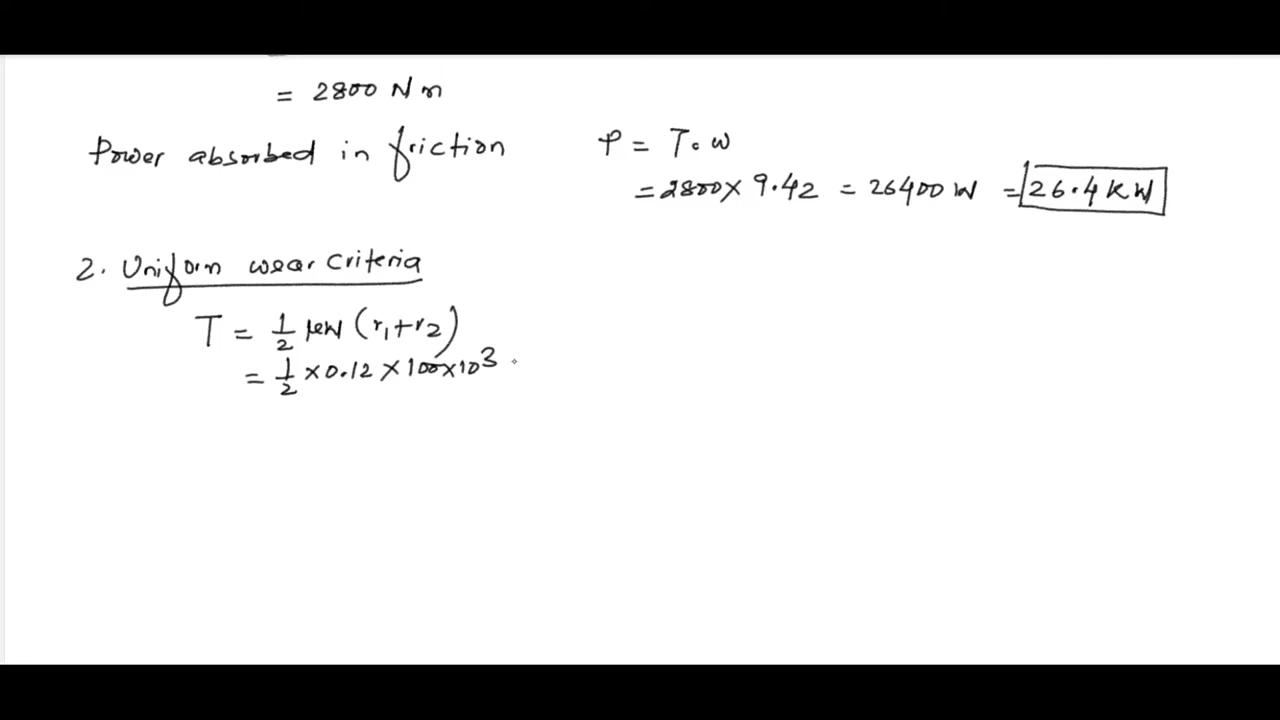 = 2800 N m
Power absorbed in friction P = T.ω
= 2800 × 9.42 = 26400 W = 26.4 kW
2. Uniform wear criteria
T = 1/2 μW (r1+r2)
= 1/2 × 0.12 × 100 × 10^3